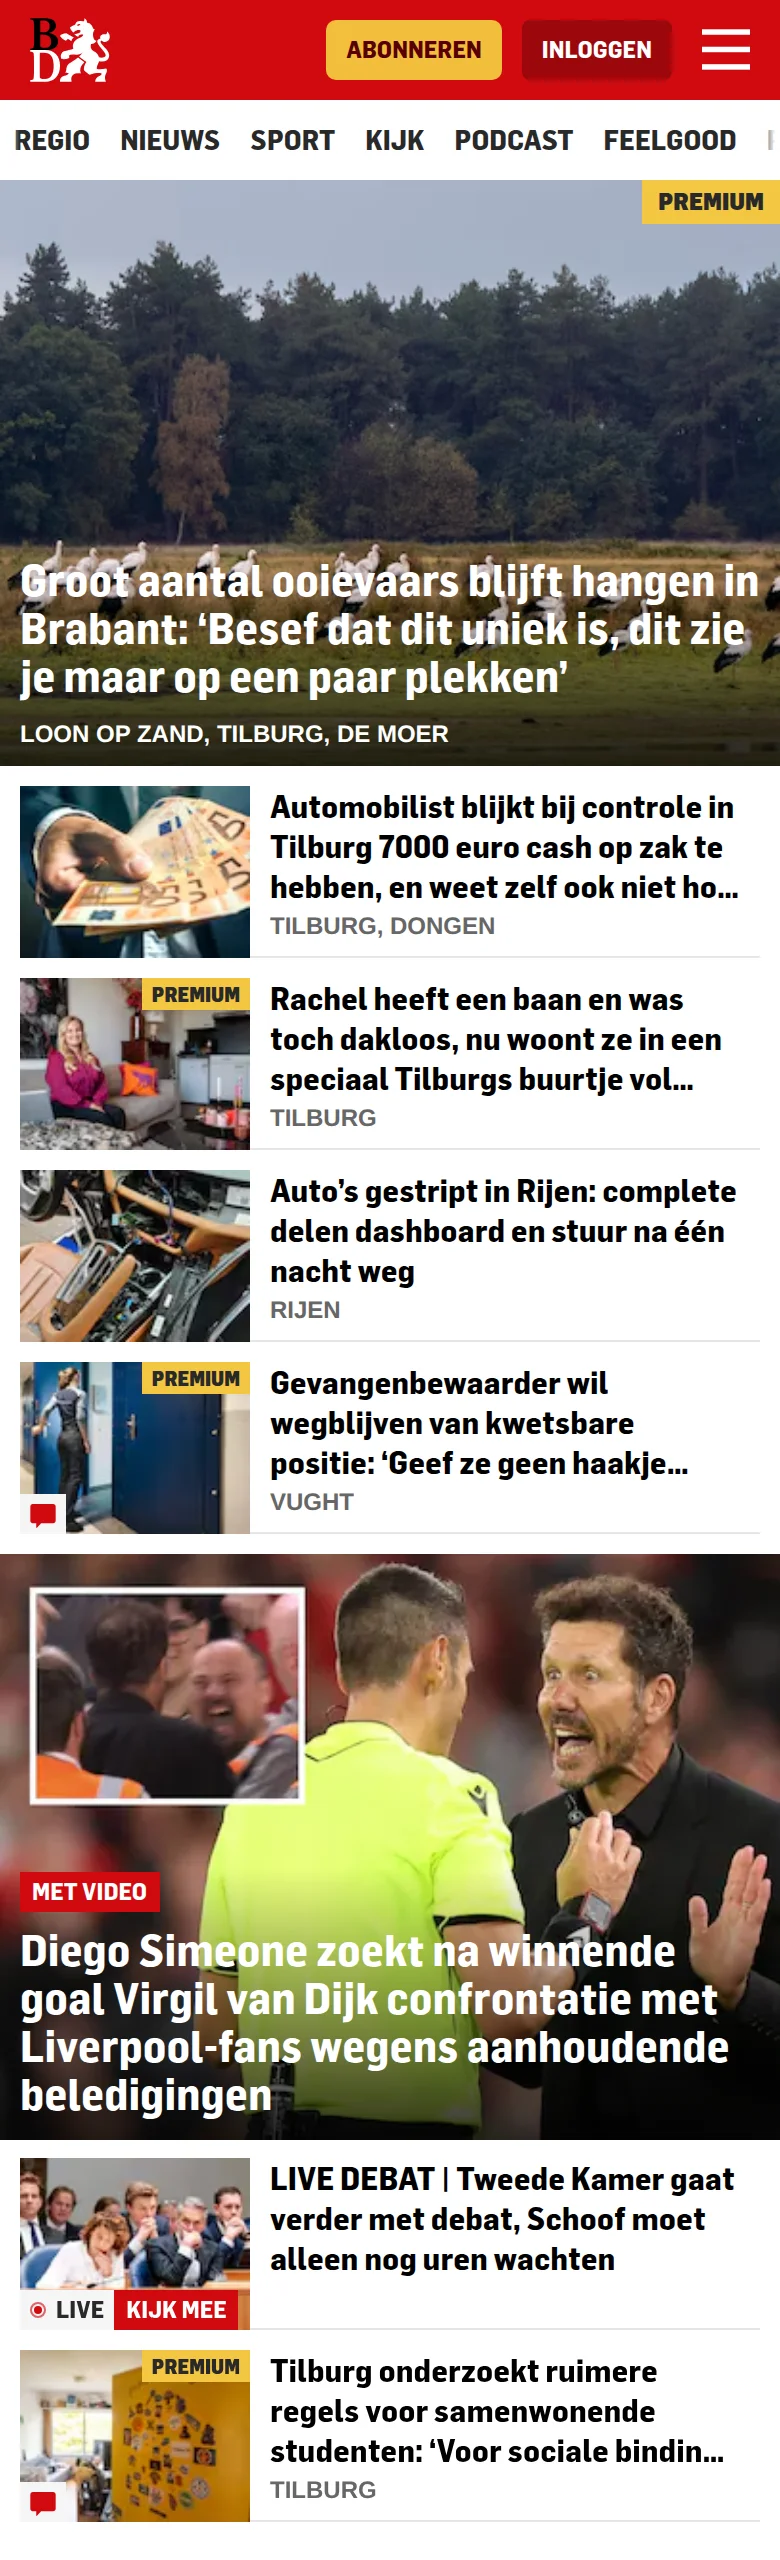 BD
ABONNEREN
INLOGGEN
REGIO NIEUWS SPORT KIJK PODCAST FEELGOOD
PREMIUM
Groot aantal ooievaars blijft hangen in
Brabant: ‘Besef dat dit uniek is, dit zie
je maar op een paar plekken’
LOON OP ZAND, TILBURG, DE MOER
Automobilist blijkt bij controle in
Tilburg 7000 euro cash op zak te
hebben, en weet zelf ook niet ho...
TILBURG, DONGEN
PREMIUM
Rachel heeft een baan en was
toch dakloos, nu woont ze in een
speciaal Tilburgs buurtje vol...
TILBURG
Auto’s gestript in Rijen: complete
delen dashboard en stuur na één
nacht weg
RIJEN
PREMIUM
Gevangenbewaarder wil
wegblijven van kwetsbare
positie: ‘Geef ze geen haakje...
VUGHT
MET VIDEO
Diego Simeone zoekt na winnende
goal Virgil van Dijk confrontatie met
Liverpool-fans wegens aanhoudende
beledigingen
LIVE DEBAT | Tweede Kamer gaat
verder met debat, Schoof moet
alleen nog uren wachten
LIVE KIJK MEE
PREMIUM
Tilburg onderzoekt ruimere
regels voor samenwonende
studenten: ‘Voor sociale bindin...
TILBURG